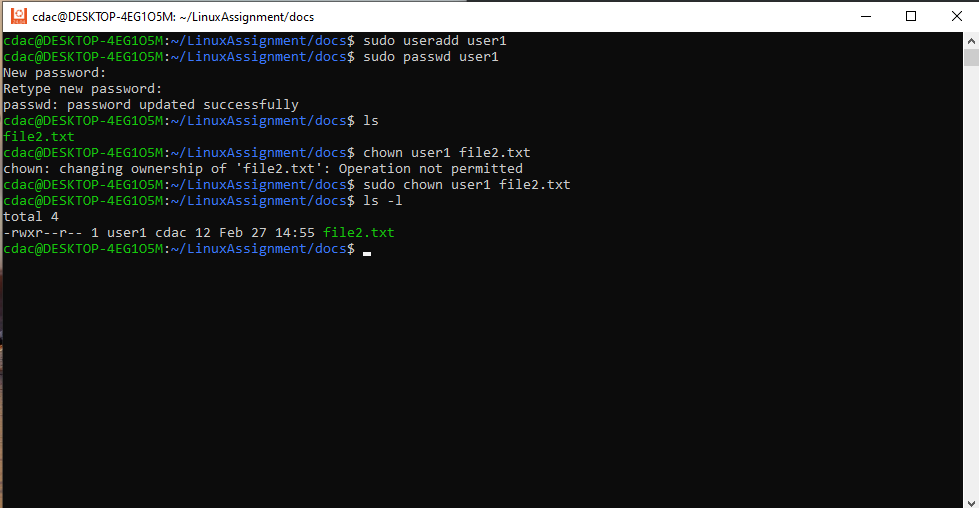 cdac@DESKTOP-4EG1O5M: ~/LinuxAssignment/docs
cdac@DESKTOP-4EG1O5M:~/LinuxAssignment/docs$ sudo useradd user1
cdac@DESKTOP-4EG1O5M:~/LinuxAssignment/docs$ sudo passwd user1
New password:
Retype new password:
passwd: password updated successfully
cdac@DESKTOP-4EG1O5M:~/LinuxAssignment/docs$ ls
file2.txt
cdac@DESKTOP-4EG1O5M:~/LinuxAssignment/docs$ chown user1 file2.txt
chown: changing ownership of 'file2.txt': Operation not permitted
cdac@DESKTOP-4EG1O5M:~/LinuxAssignment/docs$ sudo chown user1 file2.txt
cdac@DESKTOP-4EG1O5M:~/LinuxAssignment/docs$ ls -l
total 4
-rwxr--r-- 1 user1 cdac 12 Feb 27 14:55 file2.txt
cdac@DESKTOP-4EG1O5M:~/LinuxAssignment/docs$